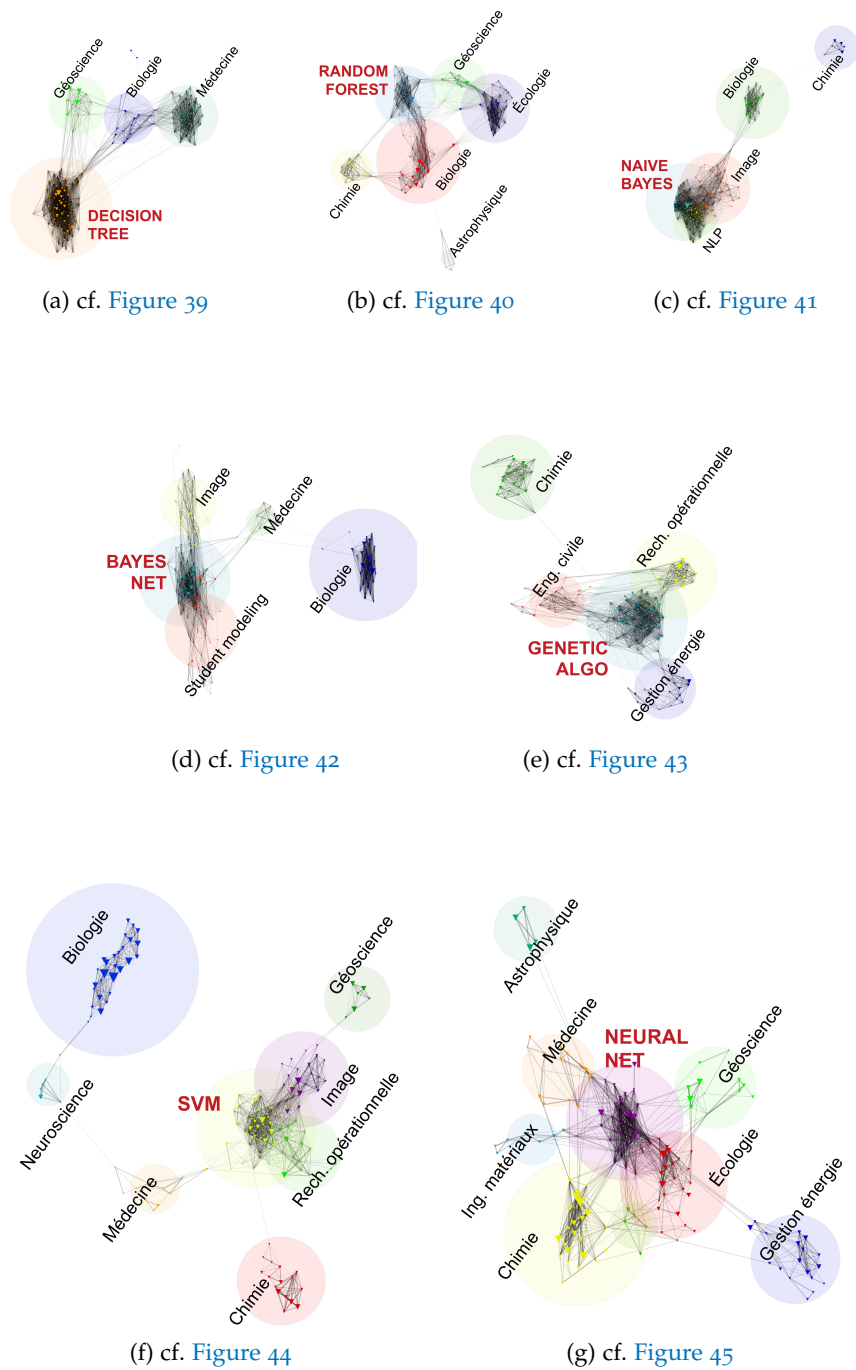 Géoscience
Biologie
Médecine
DECISION
TREE
(a) cf. Figure 39
RANDOM
FOREST
Géoscience
Écologie
Chimie
Biologie
Astrophysique
(b) cf. Figure 40
Chimie
Biologie
NAIVE
BAYES
Image
NLP
(c) cf. Figure 41
Image
Médecine
BAYES
NET
Biologie
Student modeling
(d) cf. Figure 42
Chimie
Eng. civile
Rech. opérationnelle
GENETIC
ALGO
Gestion énergie
(e) cf. Figure 43
Biologie
Géoscience
SVM
Image
Neuroscience
Rech. opérationnelle
Médecine
Chimie
(f) cf. Figure 44
Astrophysique
Médecine
NEURAL
NET
Géoscience
Ing. matériaux
Écologie
Chimie
Gestion énergie
(g) cf. Figure 45